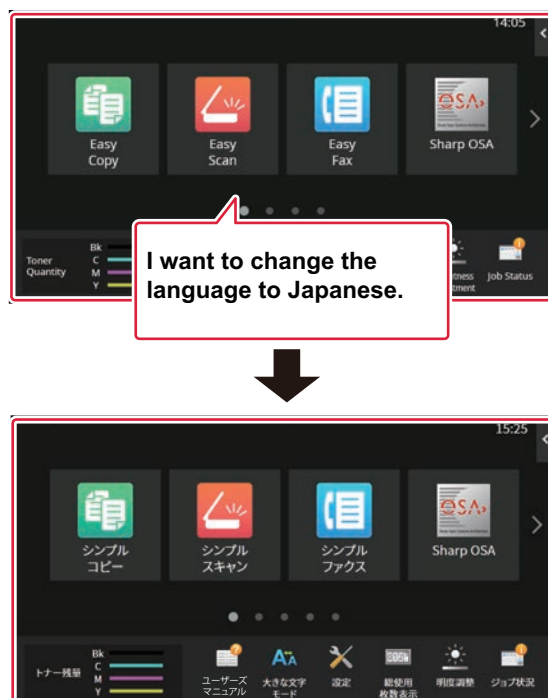 14:05
Easy
Copy
Easy
Scan
Easy
Fax
Sharp OSA
Toner
Quantity
Bk
C
M
Y
Job Status
I want to change the
language to Japanese.
15:25
シンプル
コピー
シンプル
スキャン
シンプル
ファクス
Sharp OSA
トナー残量
Bk
C
M
Y
ユーザーズ
マニュアル
大きな文字
モード
設定
総使用
枚数表示
明度調整
ジョブ状況